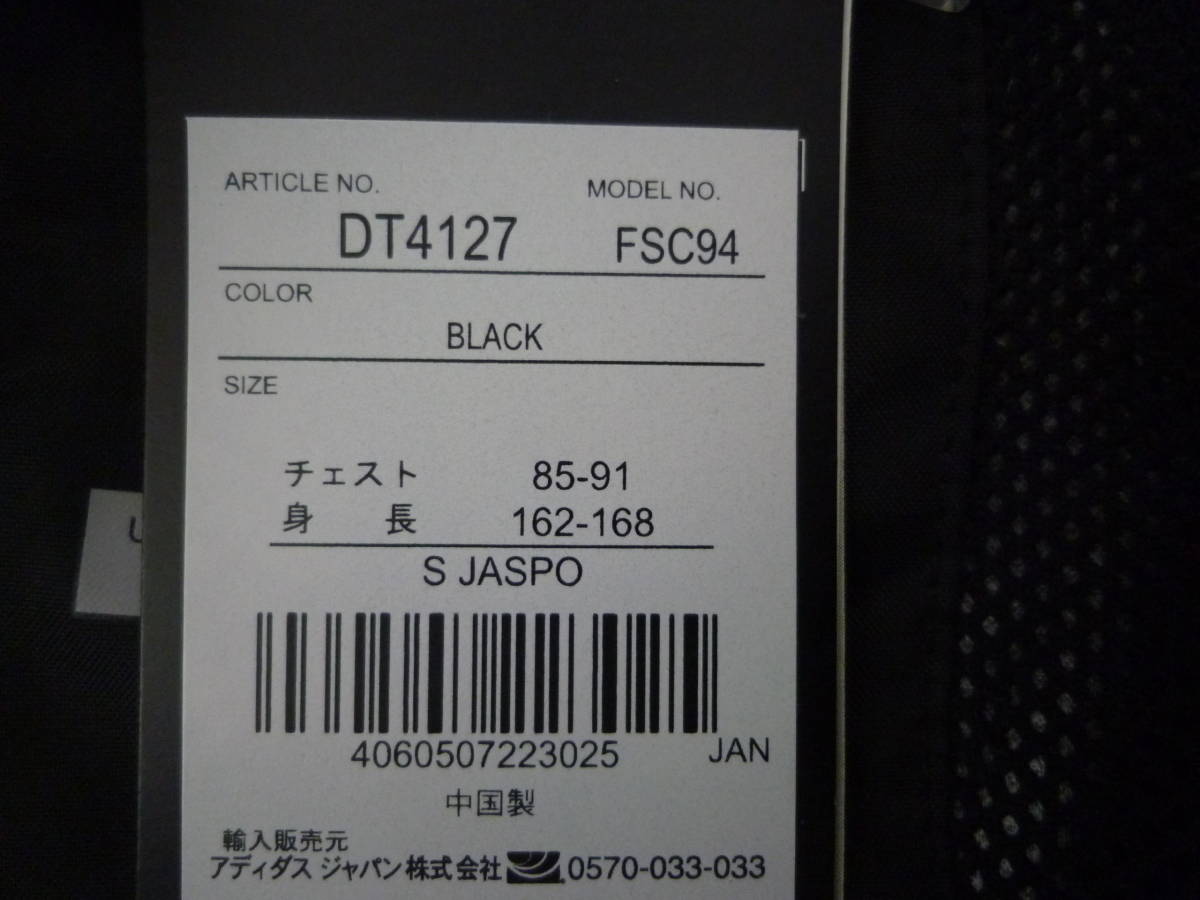 ARTICLE NO. MODEL NO.
DT4127 FSC94
COLOR
BLACK
SIZE
チェスト 85-91
身 長 162-168
S JASPO
4060507223025 JAN
中国製
輸入販売元
アディダス ジャパン株式会社 0570-033-033